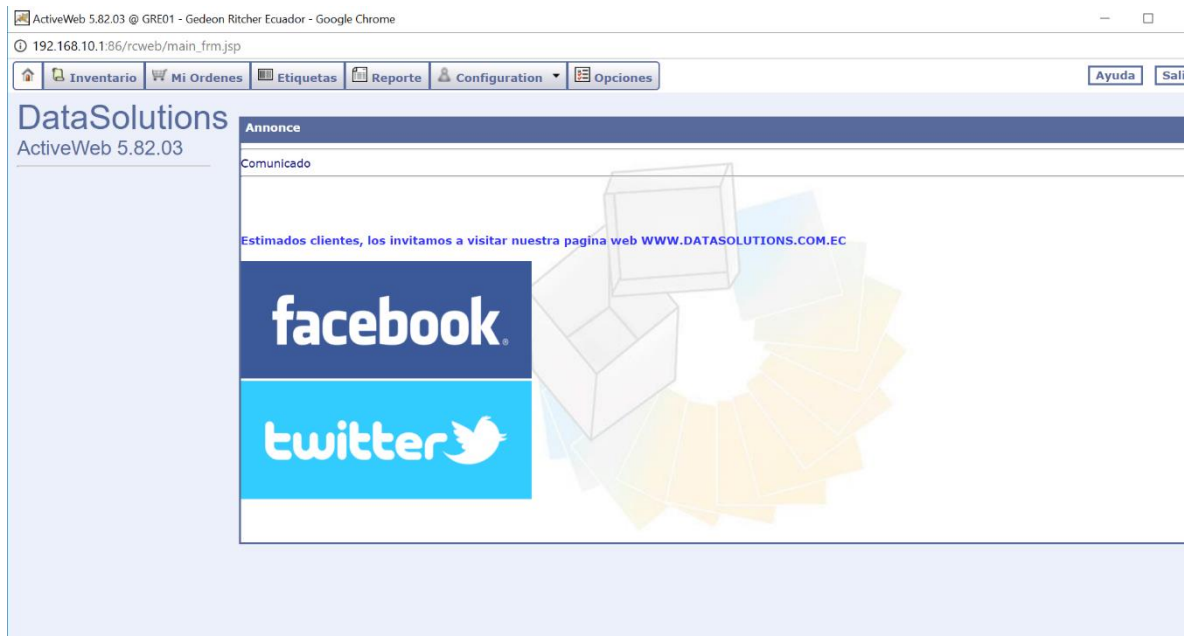 ActiveWeb 5.82.03 @ GRE01 - Gedeon Ritcher Ecuador - Google Chrome
192.168.10.1:86/rcweb/main_frm.jsp
Inventario Mi Ordenes Etiquetas Reporte Configuration Opciones Ayuda Sali
DataSolutions
ActiveWeb 5.82.03
Annonce
Comunicado
Estimados clientes, los invitamos a visitar nuestra pagina web WWW.DATASOLUTIONS.COM.EC
facebook®
twitter